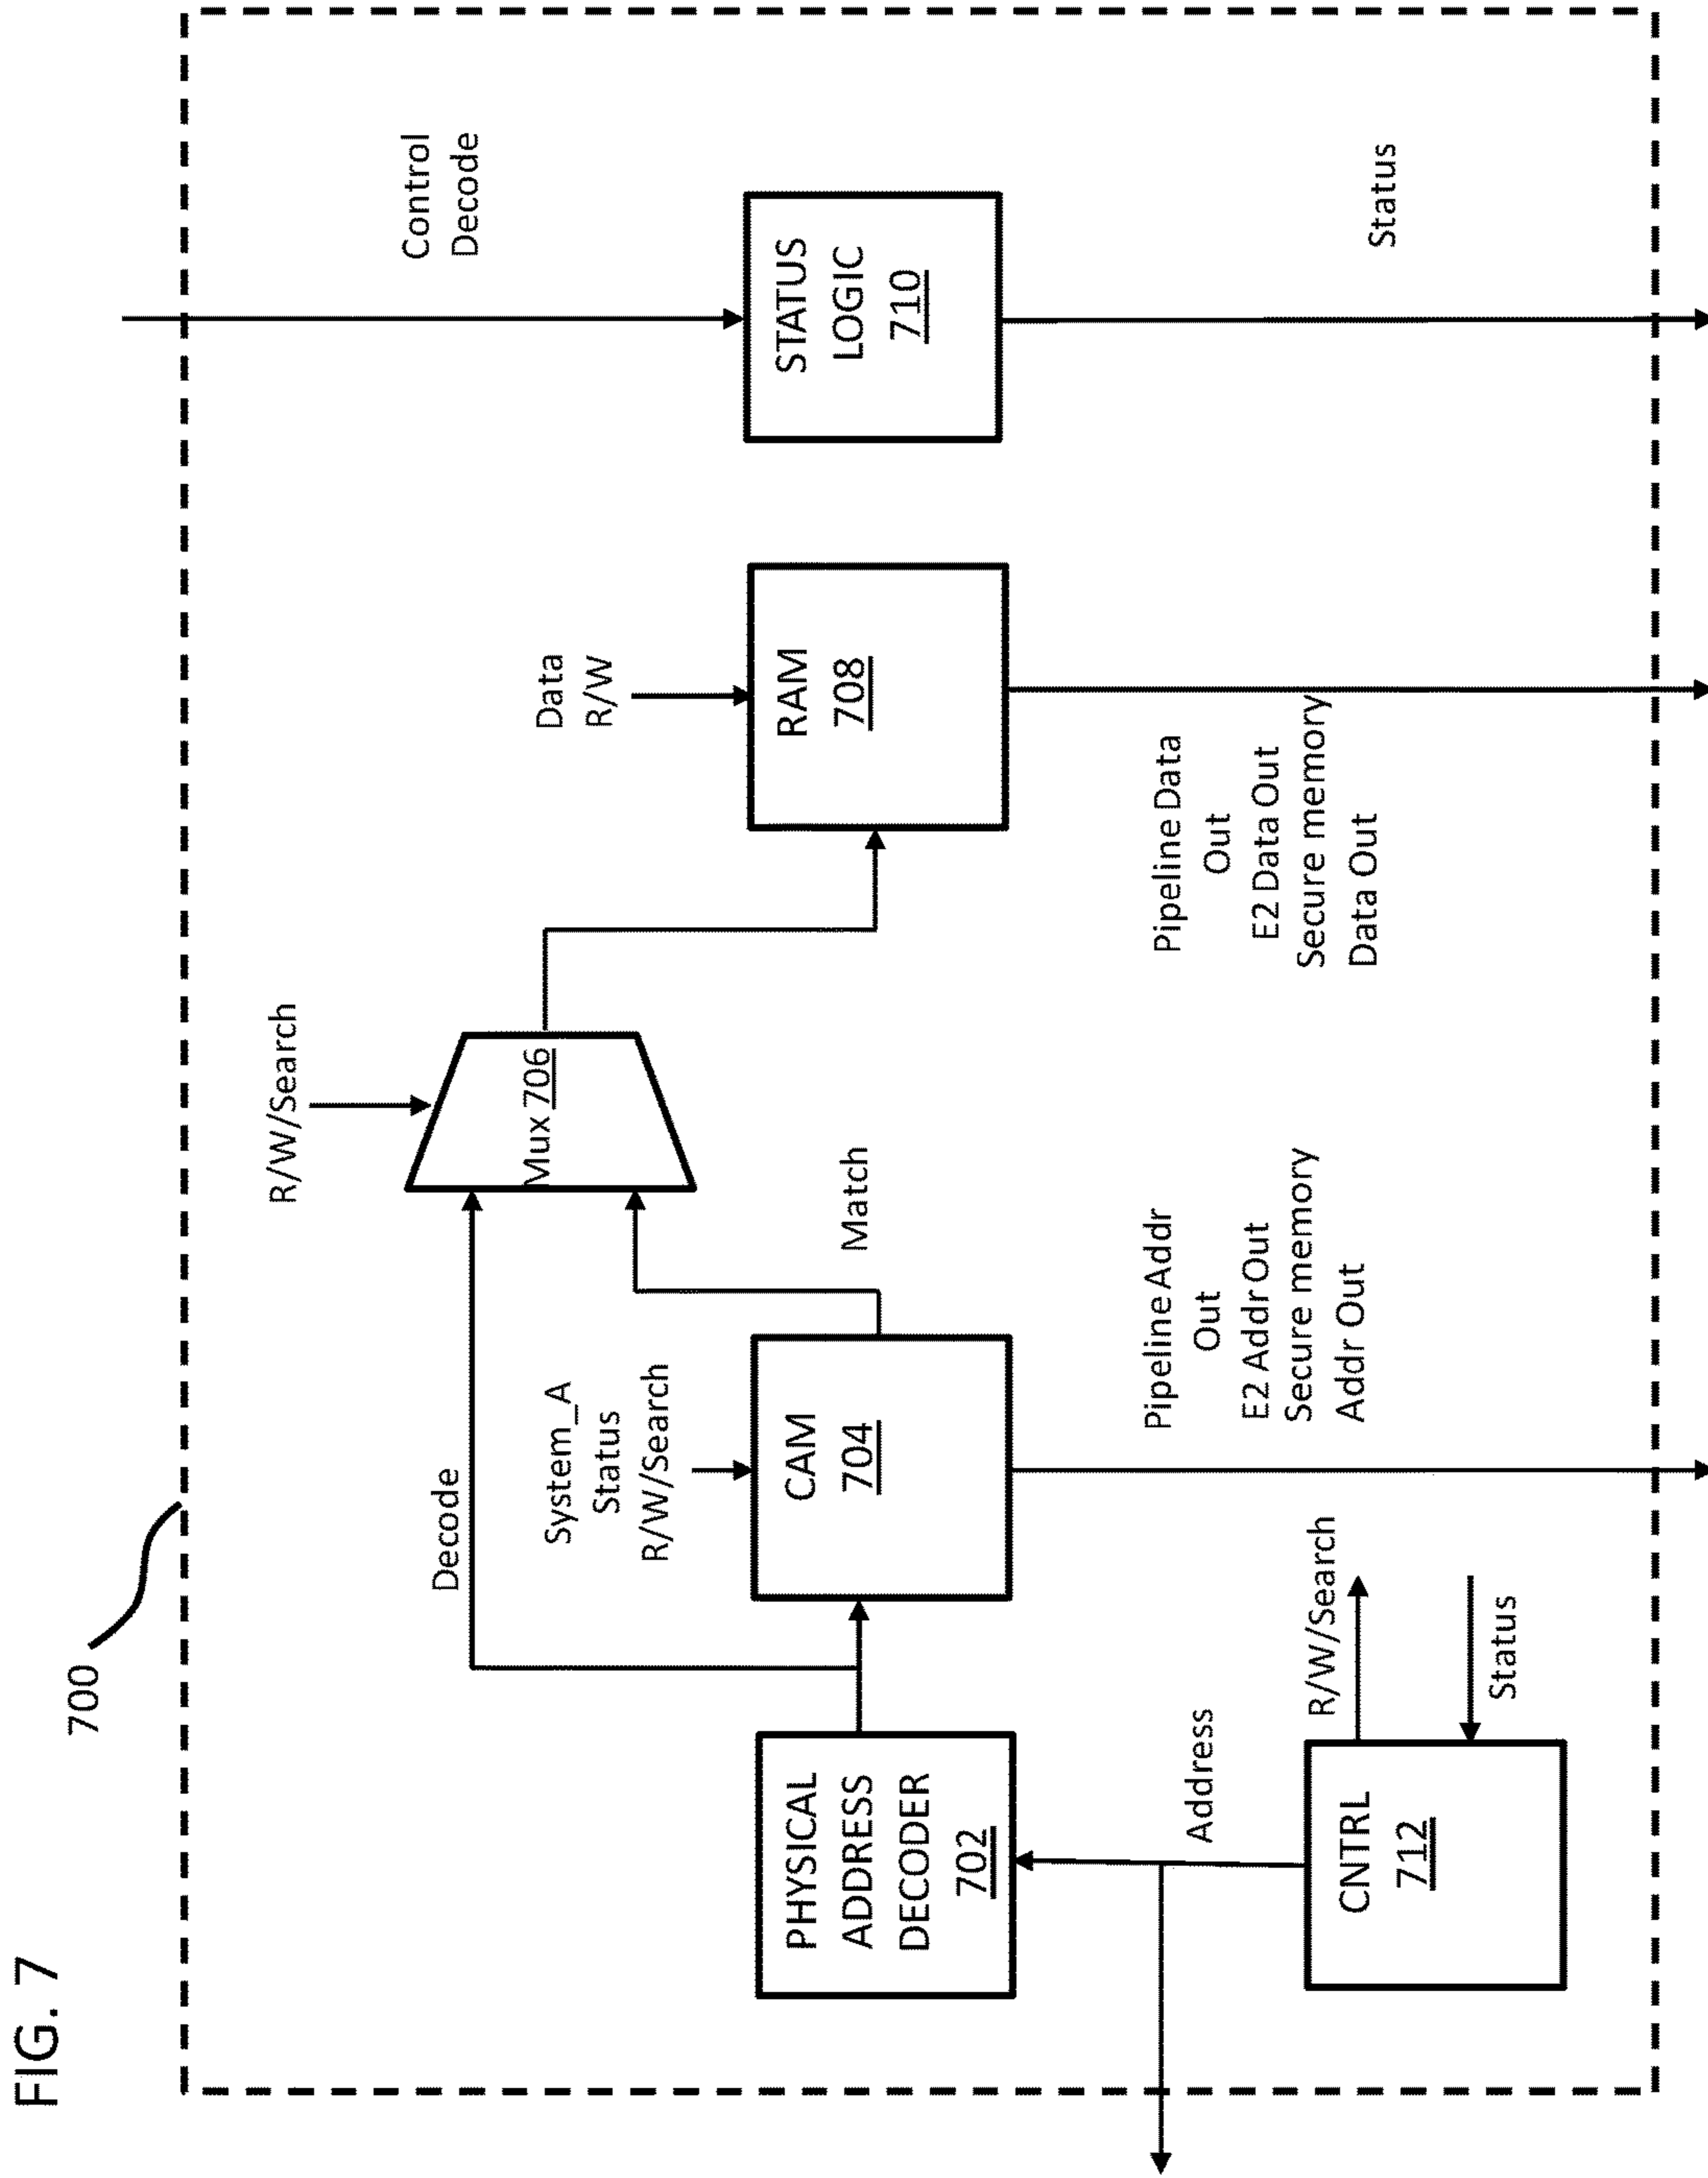 FIG. 7
700
R/W/Search
Control
Decode
Decode
Mux 706
Data
R/W
System_A
Status
R/W/Search
Match
PHYSICAL
ADDRESS
DECODER
702
CAM
704
RAM
708
STATUS
LOGIC
710
Address
Pipeline Addr
Out
E2 Addr Out
Secure memory
Addr Out
Pipeline Data
Out
E2 Data Out
Secure memory
Data Out
Status
CNTRL
712
R/W/Search
Status